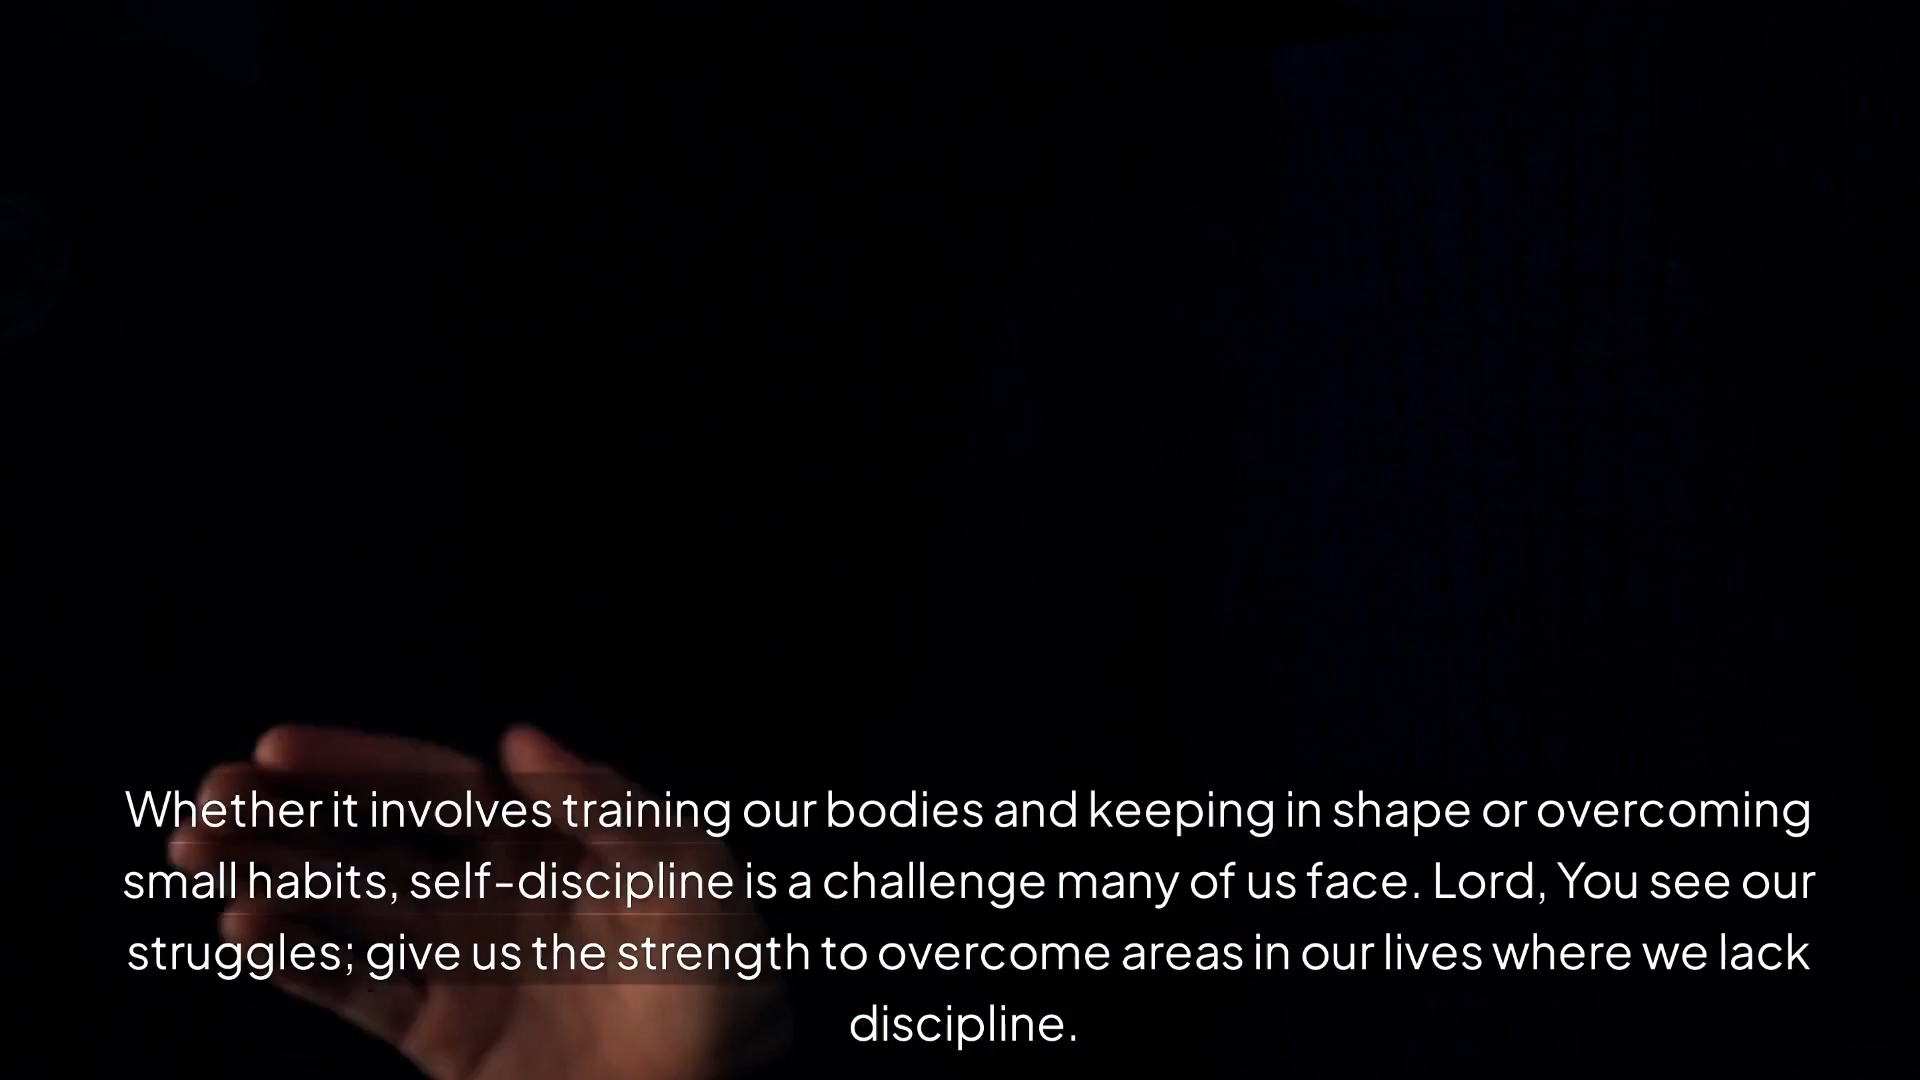 Whether it involves training our bodies and keeping in shape or overcoming
small habits, self-discipline is a challenge many of us face. Lord, You see our
struggles; give us the strength to overcome areas in our lives where we lack
discipline.